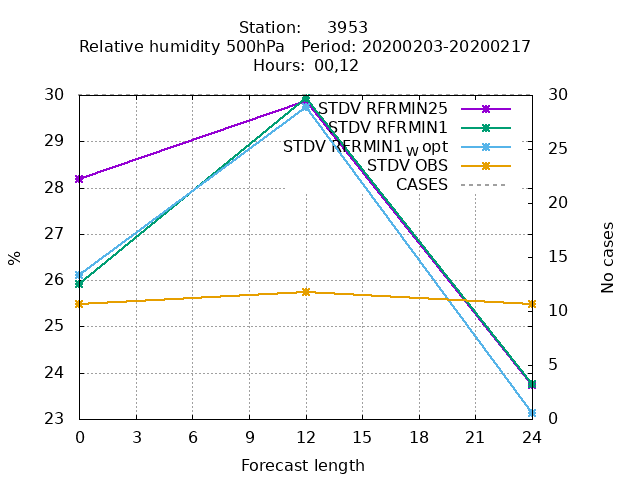 Station: 3953
Relative humidity 500hPa Period: 20200203-20200217
Hours: 00,12
30 30
STDV RFRMIN25
STDV RFRMIN1
29
25
STDV RFRMIN1_W opt
STDV OBS
28
CASES
20
27
15
%
No cases
26
10
25
5
24
23 0
0 3 6 9 12 15 18 21 24
Forecast length